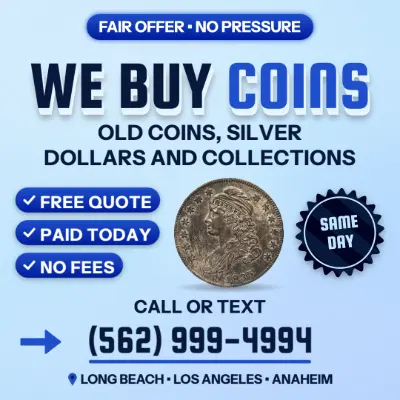 FAIR OFFER • NO PRESSURE
WE BUY COINS
OLD COINS, SILVER
DOLLARS AND COLLECTIONS
FREE QUOTE
PAID TODAY
NO FEES
SAME
DAY
CALL OR TEXT
(562) 999-4994
LONG BEACH • LOS ANGELES • ANAHEIM